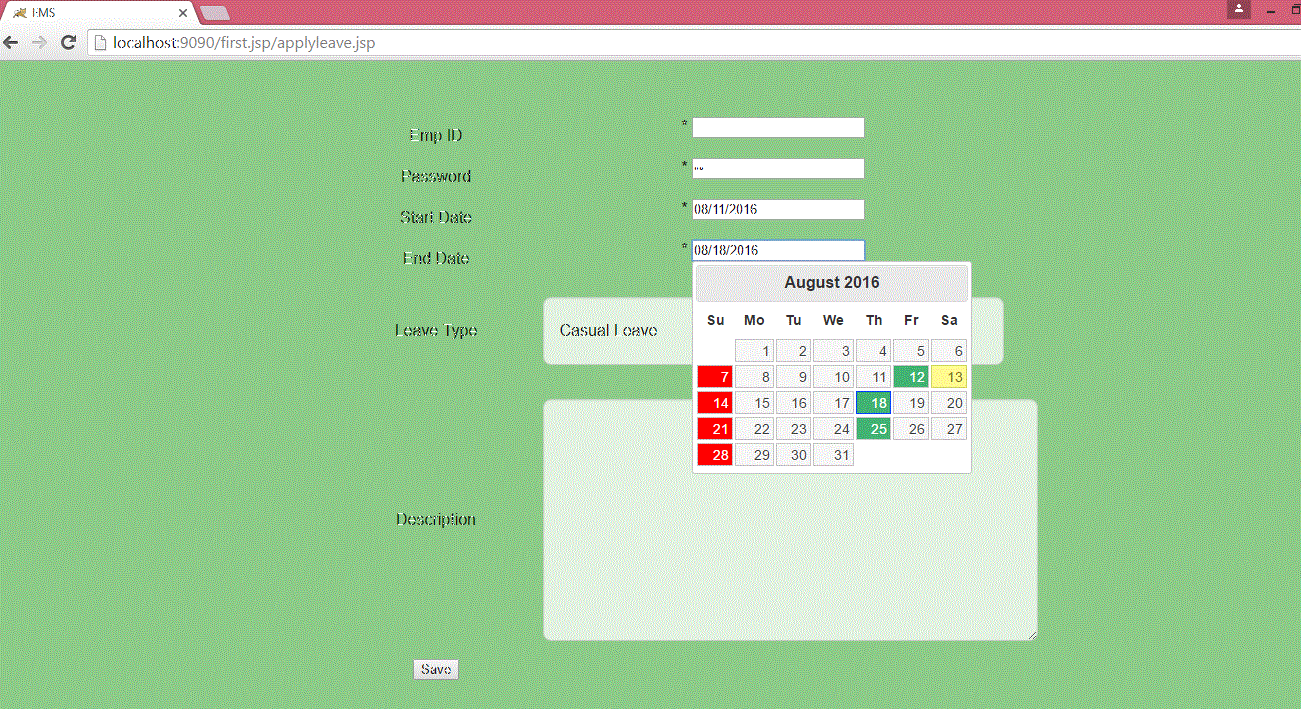 LMS
localhost:9090/first.jsp/applyleave.jsp
Emp ID *
Password *
Start Date * 08/11/2016
End Date * 08/18/2016
August 2016
Su Mo Tu We Th Fr Sa
1 2 3 4 5 6
7 8 9 10 11 12 13
14 15 16 17 18 19 20
21 22 23 24 25 26 27
28 29 30 31
Leave Type Casual Leave
Description
Save